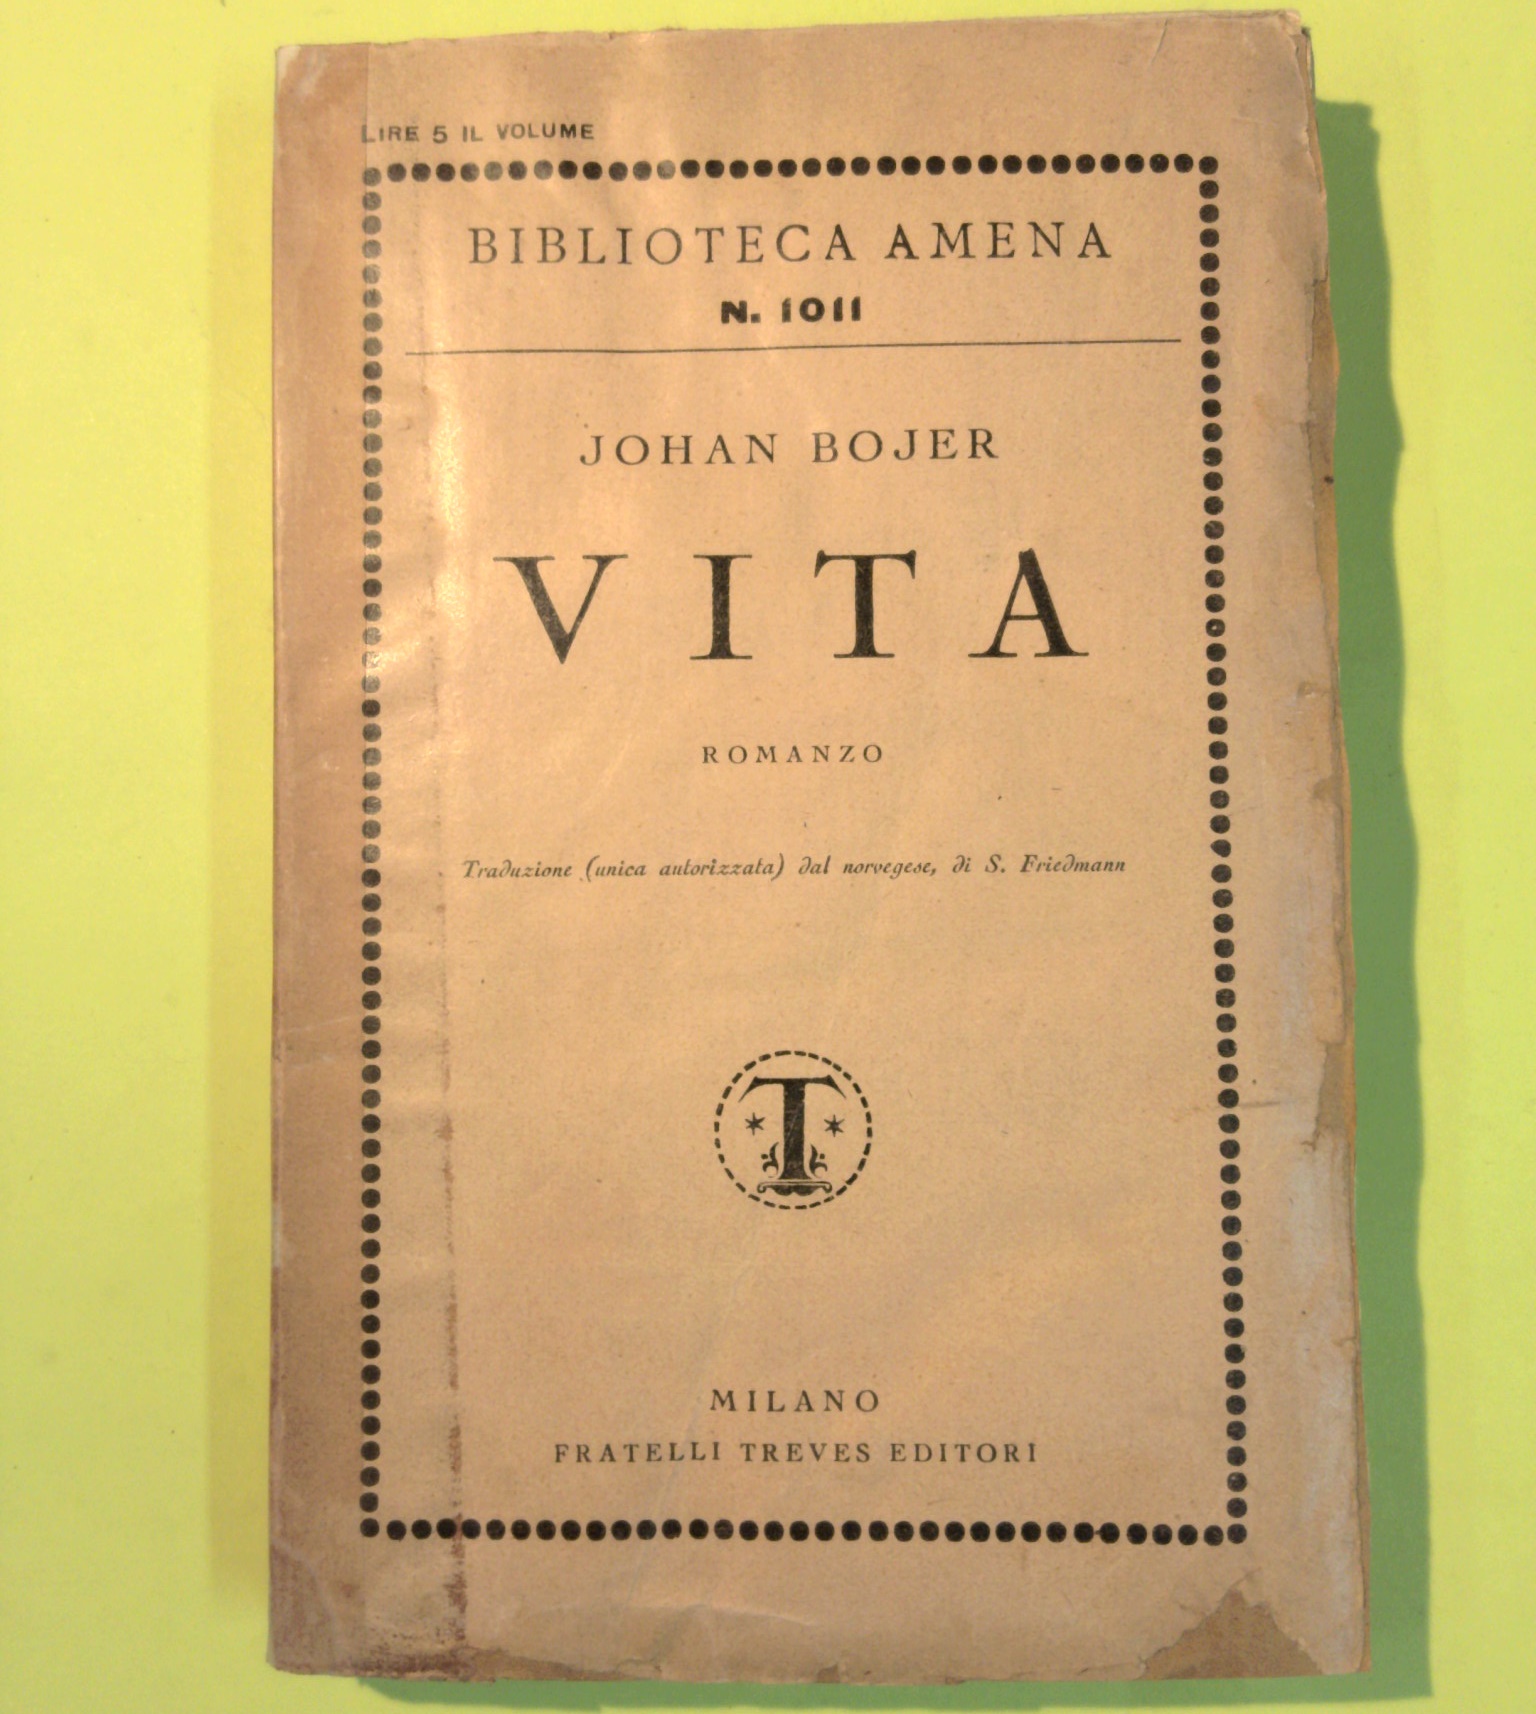 LIRE 5 IL VOLUME
BIBLIOTECA AMENA
N. 1011
JOHAN BOJER
VITA
ROMANZO
Traduzione (unica autorizzata) dal norvegese, di S. Friedmann
T
MILANO
FRATELLI TREVES EDITORI